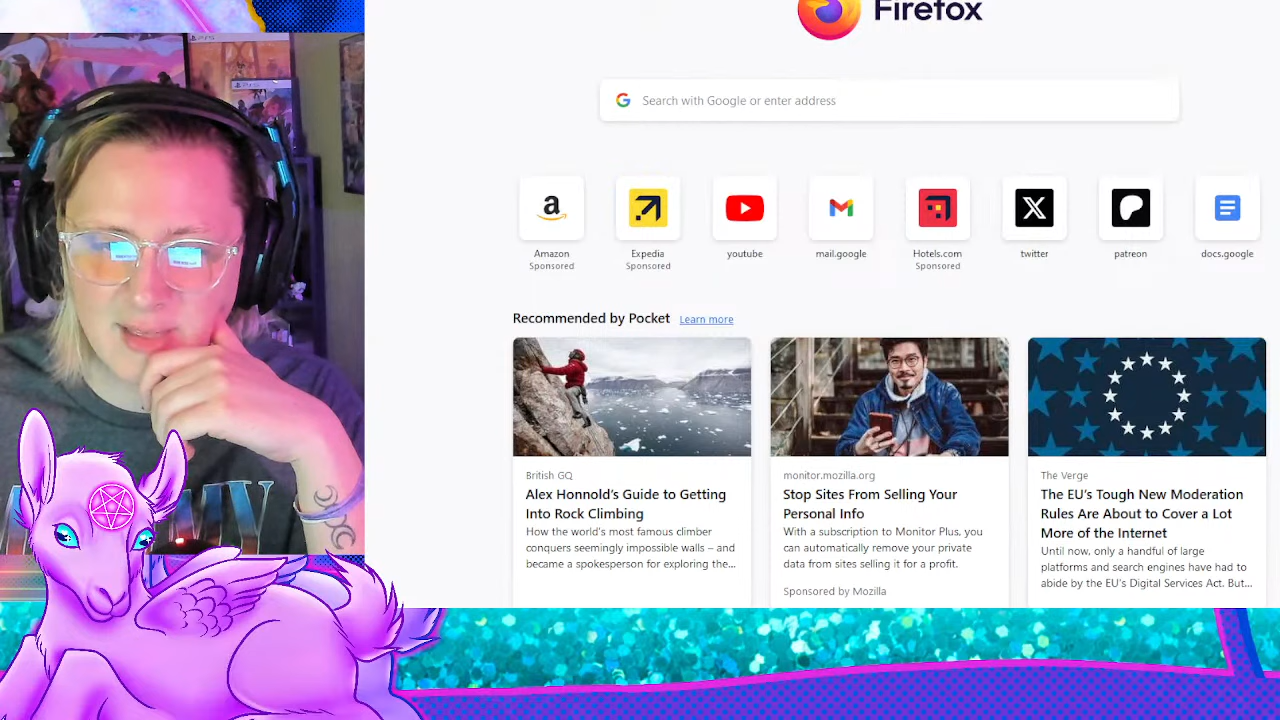 Firefox
Search with Google or enter address
Amazon
Sponsored
Expedia
Sponsored
youtube
mail.google
Hotels.com
Sponsored
twitter
patreon
docs.google
Recommended by Pocket Learn more
British GQ
Alex Honnold's Guide to Getting
Into Rock Climbing
How the world's most famous climber
conquers seemingly impossible walls – and
became a spokesperson for exploring the...
monitor.mozilla.org
Stop Sites From Selling Your
Personal Info
With a subscription to Monitor Plus, you
can automatically remove your private
data from sites selling it for a profit.
Sponsored by Mozilla
The Verge
The EU's Tough New Moderation
Rules Are About to Cover a Lot
More of the Internet
Until now, only a handful of large
platforms and search engines have had to
abide by the EU's Digital Services Act. But...